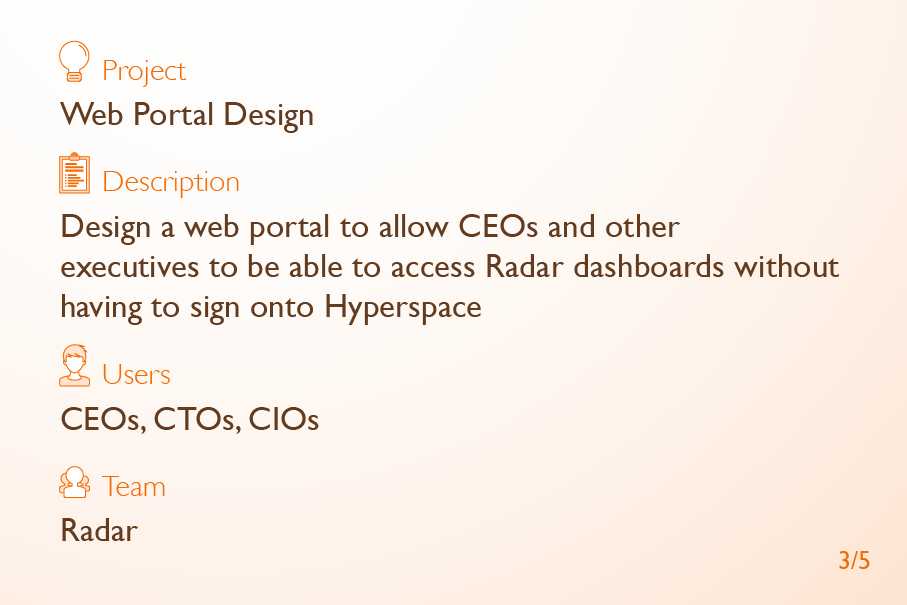 Project
Web Portal Design
Description
Design a web portal to allow CEOs and other
executives to be able to access Radar dashboards without
having to sign onto Hyperspace
Users
CEOs, CTOs, CIOs
Team
Radar
3/5